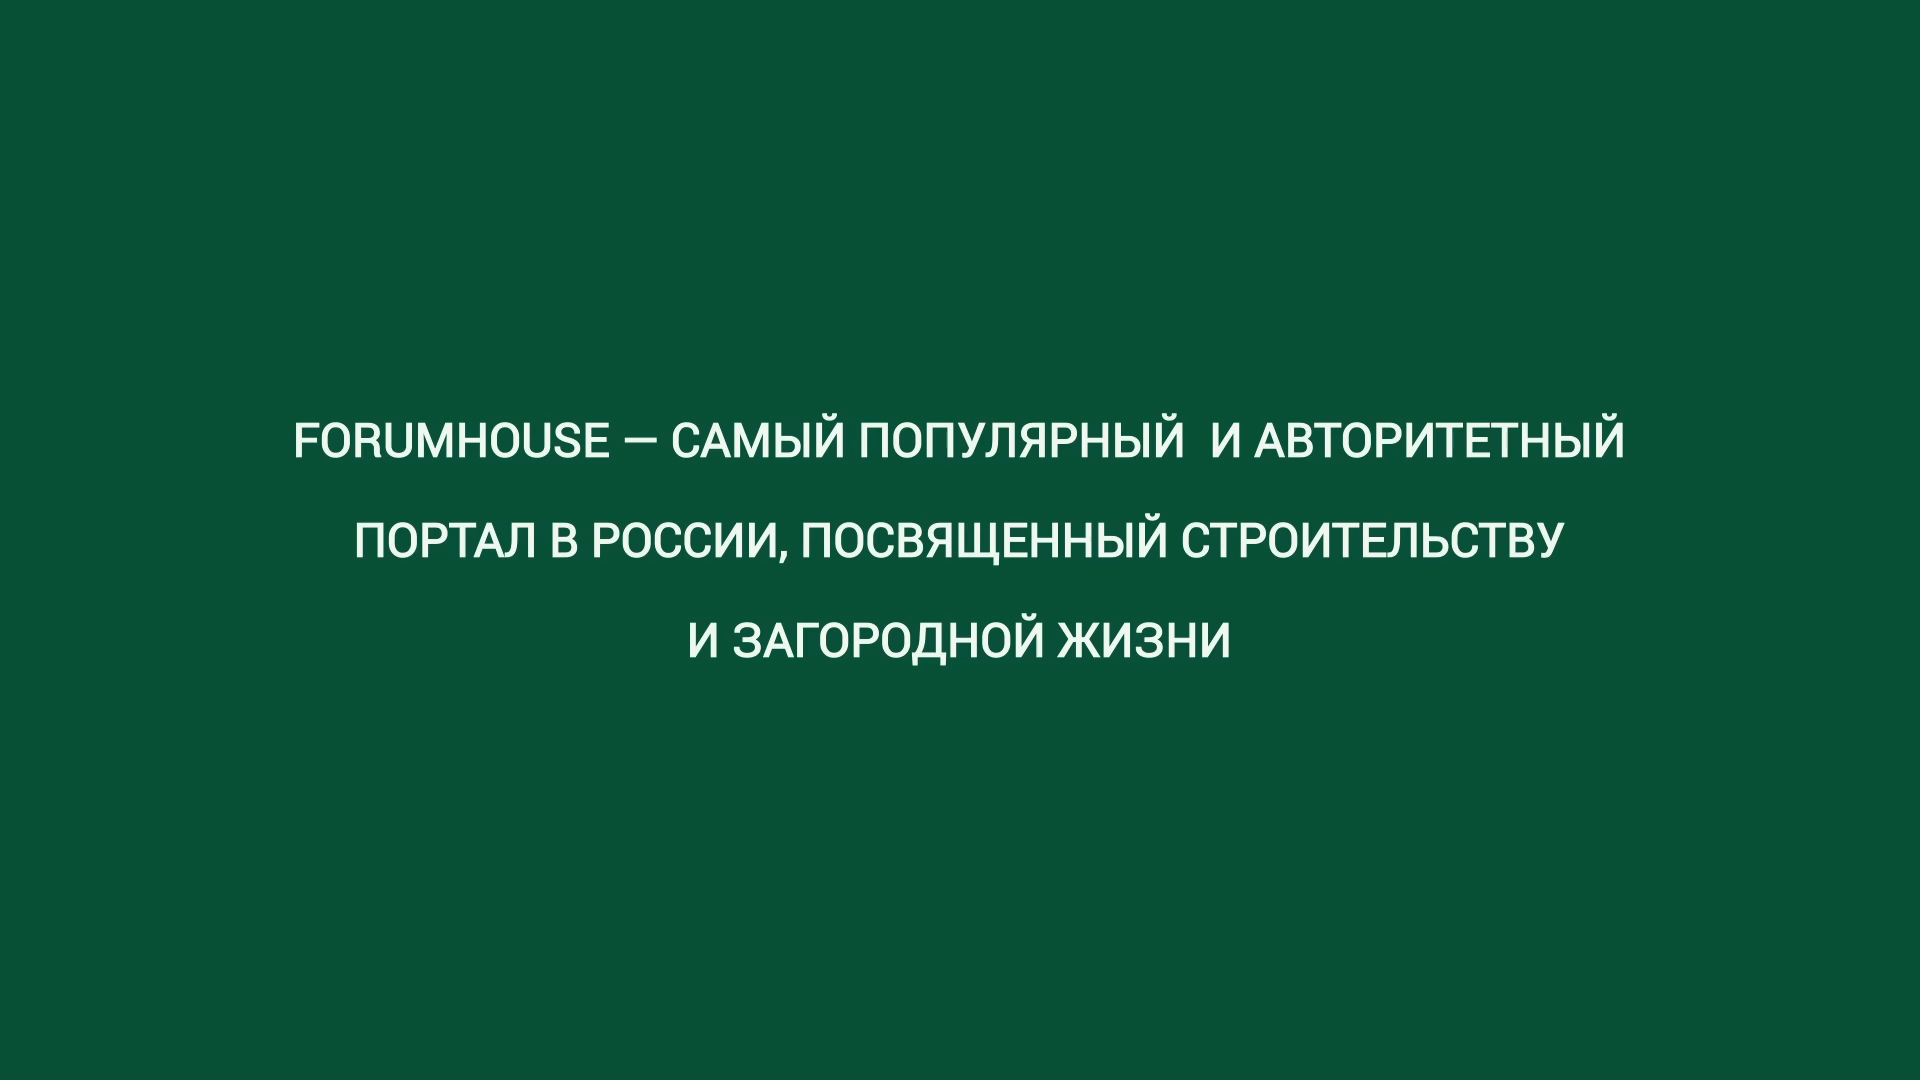 FORUMHOUSE — САМЫЙ ПОПУЛЯРНЫЙ  И АВТОРИТЕТНЫЙ
ПОРТАЛ В РОССИИ, ПОСВЯЩЕННЫЙ СТРОИТЕЛЬСТВУ
И ЗАГОРОДНОЙ ЖИЗНИ